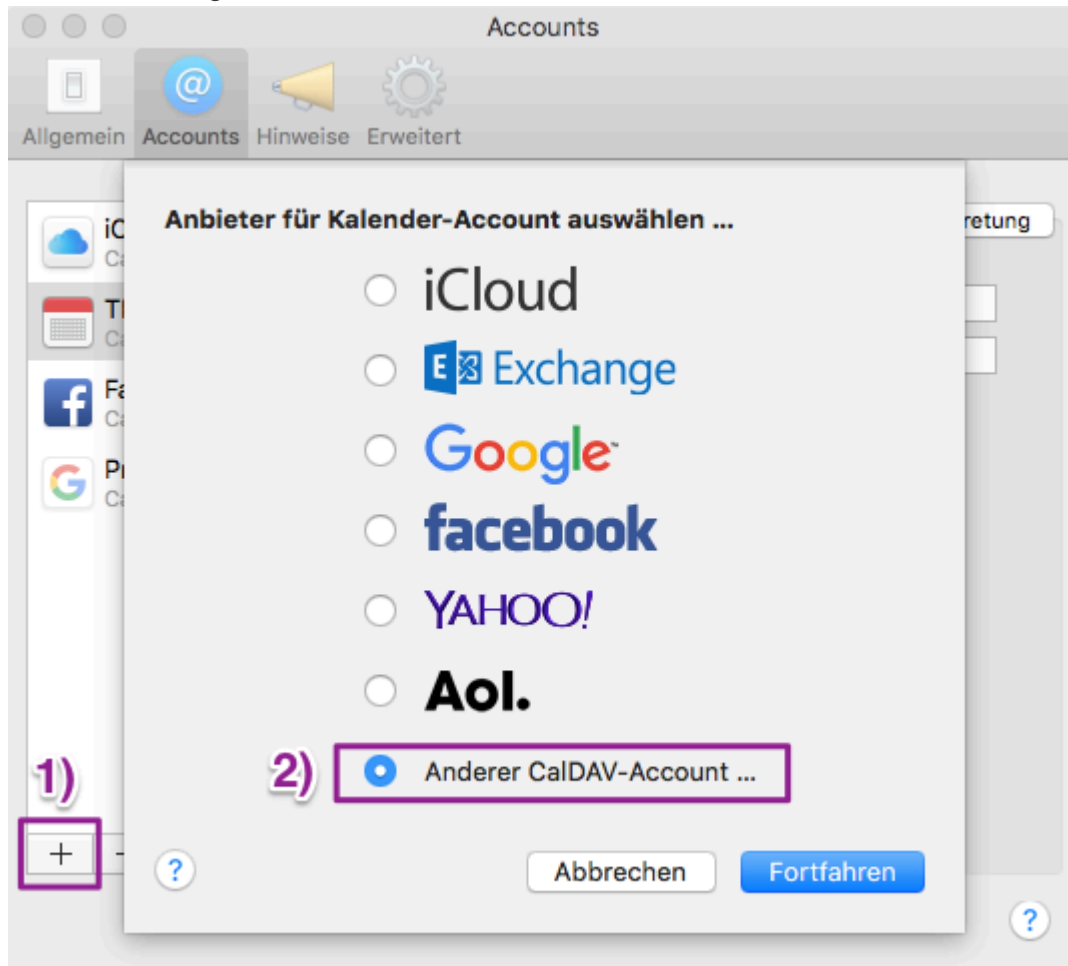 Accounts
Allgemein Accounts Hinweise Erweitert
Anbieter für Kalender-Account auswählen ...
iCloud
Exchange
Google
facebook
YAHOO!
Aol.
1)
2) Anderer CalDAV-Account ...
+
? Abbrechen Fortfahren
?